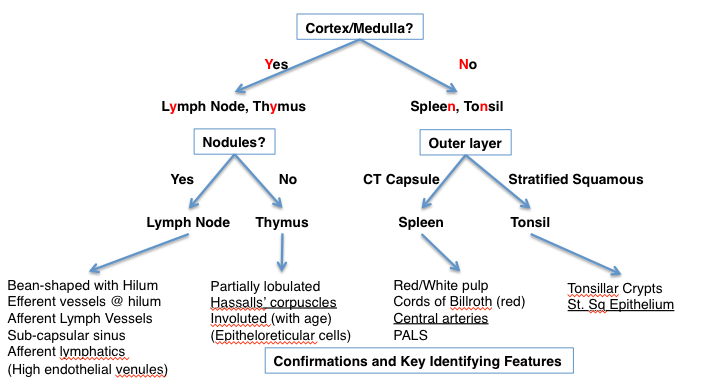 Cortex/Medulla?
Yes
No
Lymph Node, Thymus
Spleen, Tonsil
Nodules?
Outer layer
Yes
No
CT Capsule
Stratified Squamous
Lymph Node
Thymus
Spleen
Tonsil
Bean-shaped with Hilum
Efferent vessels @ hilum
Afferent Lymph Vessels
Sub-capsular sinus
Afferent lymphatics
(High endothelial venules)
Partially lobulated
Hassalls' corpuscles
Involuted (with age)
(Epitheloreticular cells)
Red/White pulp
Cords of Billroth (red)
Central arteries
PALS
Tonsillar Crypts
St. Sq Epithelium
Confirmations and Key Identifying Features